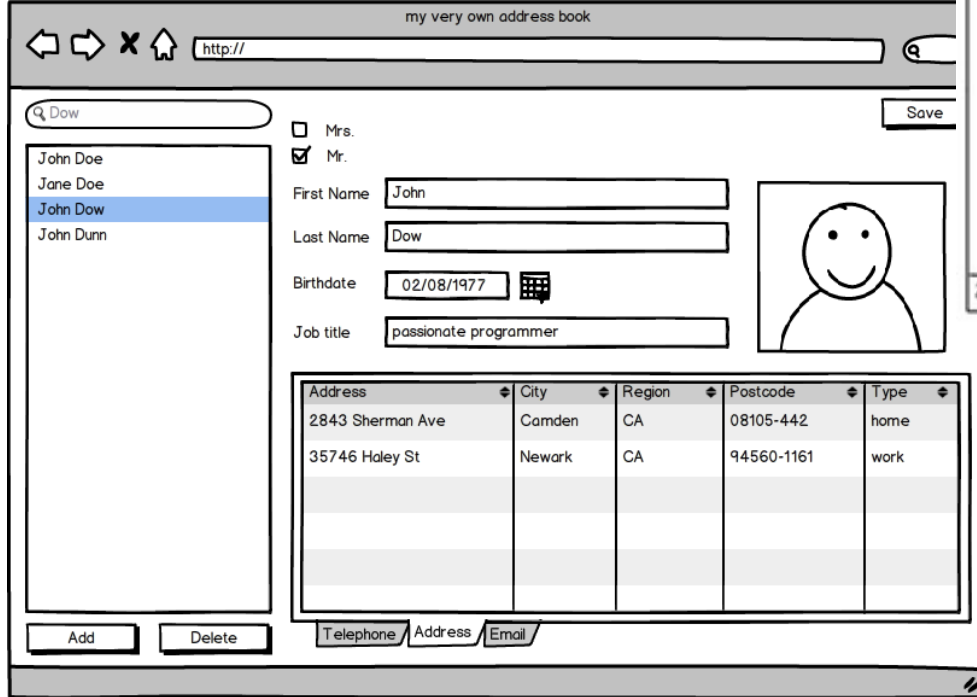 my very own address book
http://
Dow
Save
John Doe
Jane Doe
John Dow
John Dunn
Mrs.
Mr.
First Name John
Last Name Dow
Birthdate 02/08/1977
Job title passionate programmer
Address City Region Postcode Type
2843 Sherman Ave Camden CA 08105-442 home
35746 Haley St Newark CA 94560-1161 work
Add Delete
Telephone Address Email